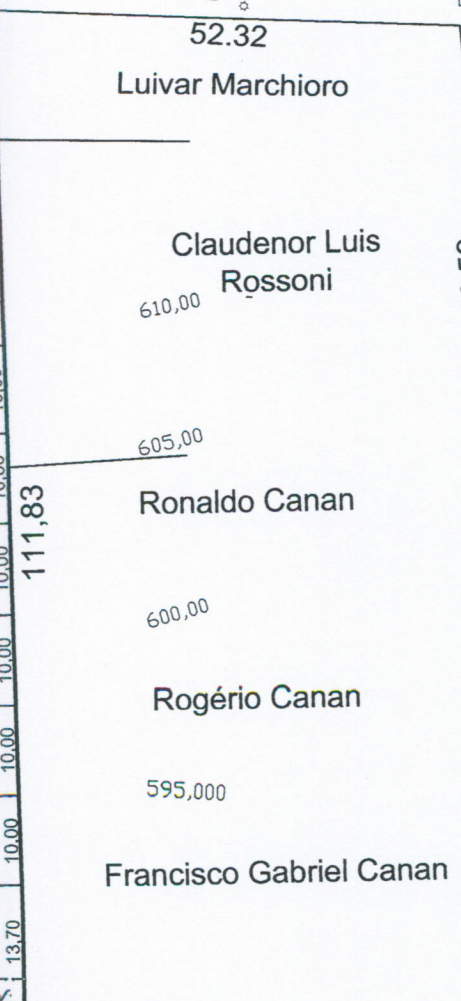 52.32
Luivar Marchioro
Claudenor Luis
Rossoni
610,00
605,00
Ronaldo Canan
111,83
600,00
10,00
Rogério Canan
10,00
595,000
10,00
Francisco Gabriel Canan
13,70